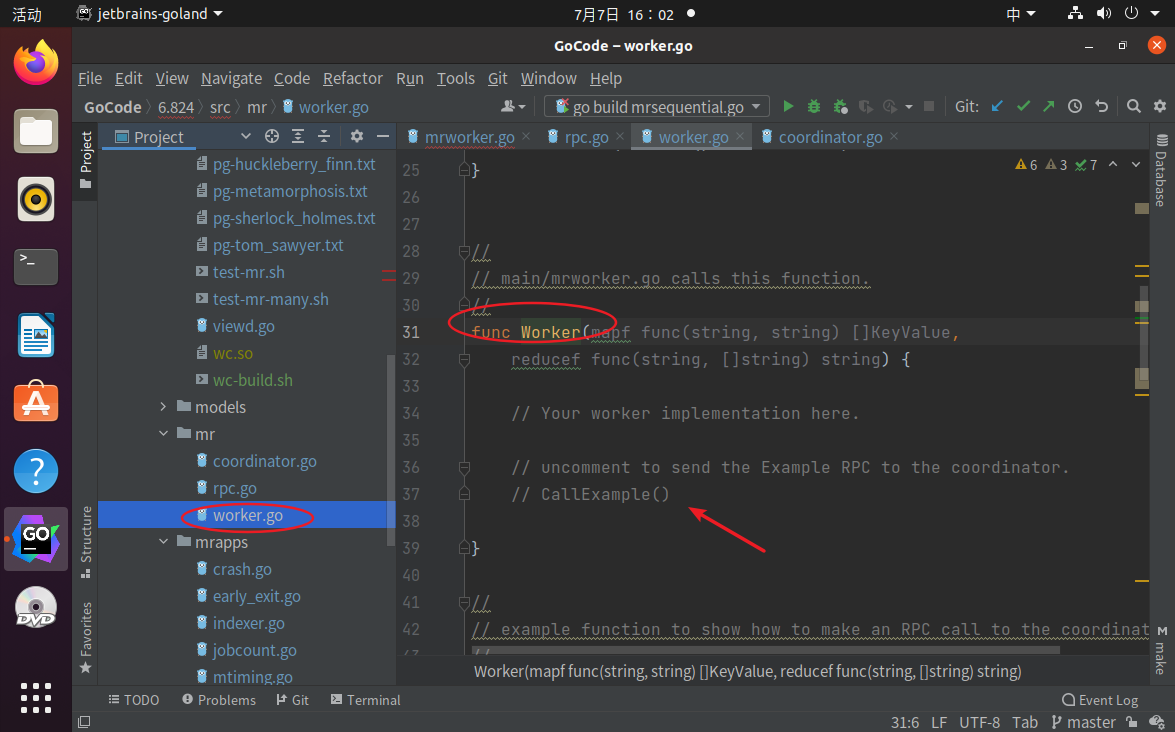 活动
jetbrains-goland
7月7日 16：02
中
GoCode – worker.go
File Edit View Navigate Code Refactor Run Tools Git Window Help
GoCode 6.824 src mr worker.go
go build mrsequential.go
Git:
Project
Project
mrworker.go
rpc.go
worker.go
coordinator.go
6 3 7
Database
pg-huckleberry_finn.txt
pg-metamorphosis.txt
pg-sherlock_holmes.txt
pg-tom_sawyer.txt
test-mr.sh
test-mr-many.sh
viewd.go
wc.so
wc-build.sh
models
mr
coordinator.go
rpc.go
worker.go
mrapps
crash.go
early_exit.go
indexer.go
jobcount.go
mtiming.go
Structure
Favorites
25 }
26
27
28 //
29 // main/mrworker.go calls this function.
30 //
31 func Worker(mapf func(string, string) []KeyValue,
32 reducef func(string, []string) string) {
33
34 // Your worker implementation here.
35
36 // uncomment to send the Example RPC to the coordinator.
37 // CallExample()
38
39 }
40
41 //
42 // example function to show how to make an RPC call to the coordinat
Worker(mapf func(string, string) []KeyValue, reducef func(string, []string) string)
make
TODO Problems Git Terminal
Event Log
31:6 LF UTF-8 Tab master
GO
DVD